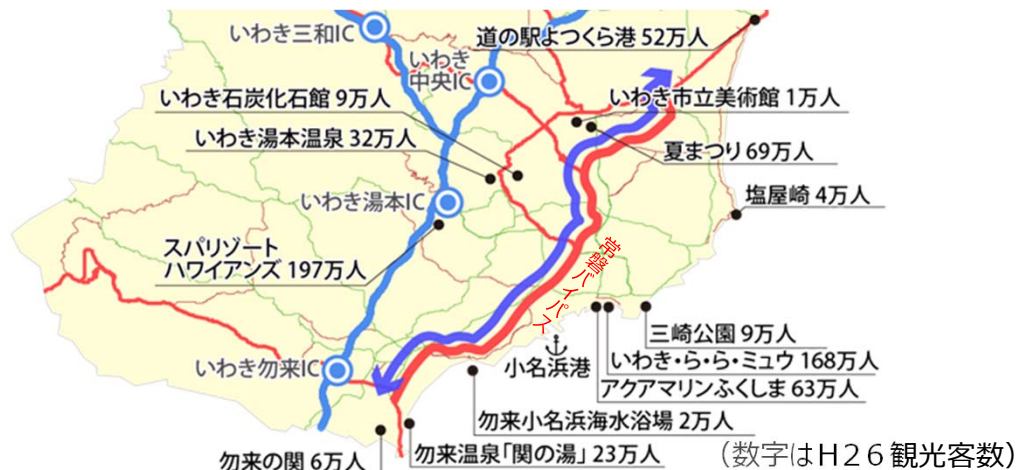 いわき三和IC
道の駅よつくら港 52万人
いわき
中央IC
いわき石炭化石館 9万人
いわき市立美術館 1万人
いわき湯本温泉 32万人
夏まつり 69万人
いわき湯本IC
塩屋崎 4万人
スパリゾート
ハワイアンズ 197万人
常磐バイパス
三崎公園 9万人
小名浜港
いわき・ら・ら・ミュウ 168万人
いわき勿来IC
アクアマリンふくしま 63万人
勿来小名浜海水浴場 2万人
勿来の関 6万人
勿来温泉「関の湯」 23万人
（数字はH26観光客数）